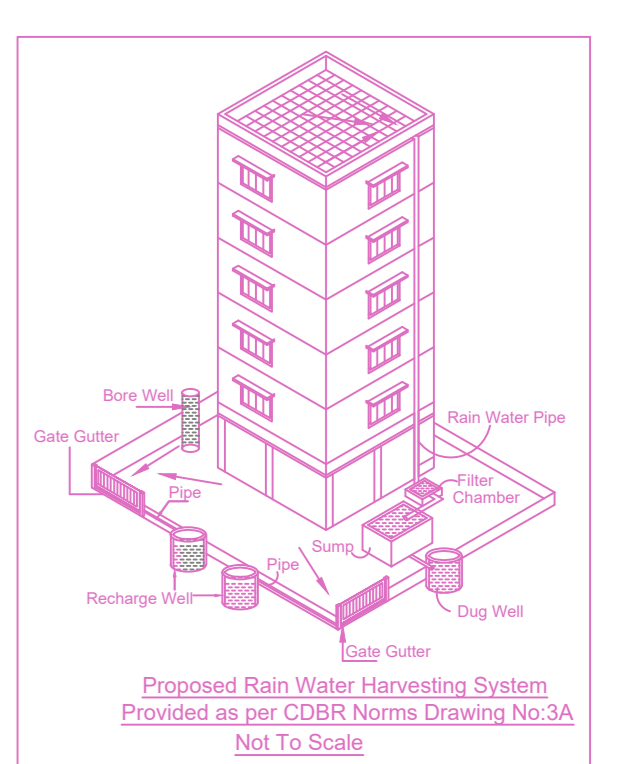 Bore Well
Gate Gutter
Rain Water Pipe
Filter
Chamber
Pipe
Sump
Pipe
Recharge Well
Dug Well
Gate Gutter
Proposed Rain Water Harvesting System
Provided as per CDBR Norms Drawing No:3A
Not To Scale